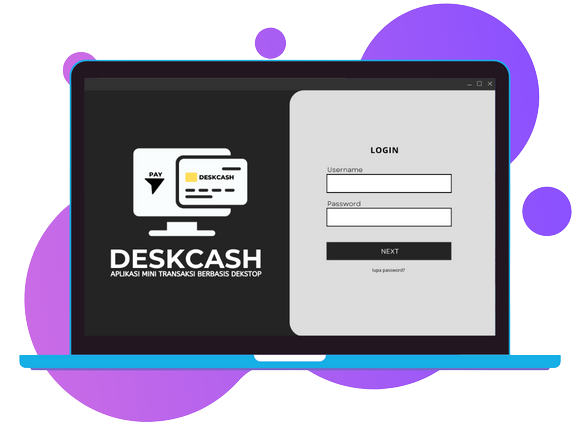 PAY
DESKCASH
DESKCASH
APLIKASI MINI TRANSAKSI BERBASIS DEKSTOP
LOGIN
Username
Password
NEXT
lupa password?